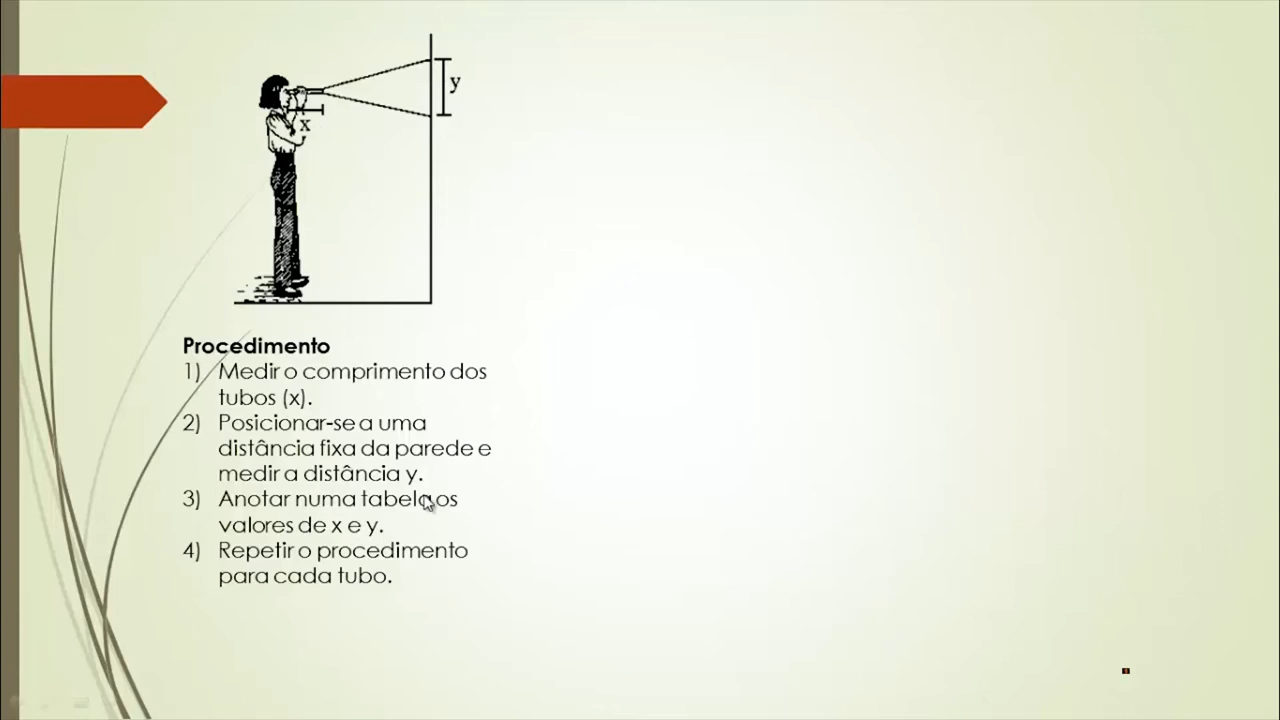 y
x
Procedimento
1) Medir o comprimento dos
tubos (x).
2) Posicionar-se a uma
distância fixa da parede e
medir a distância y.
3) Anotar numa tabela os
valores de x e y.
4) Repetir o procedimento
para cada tubo.